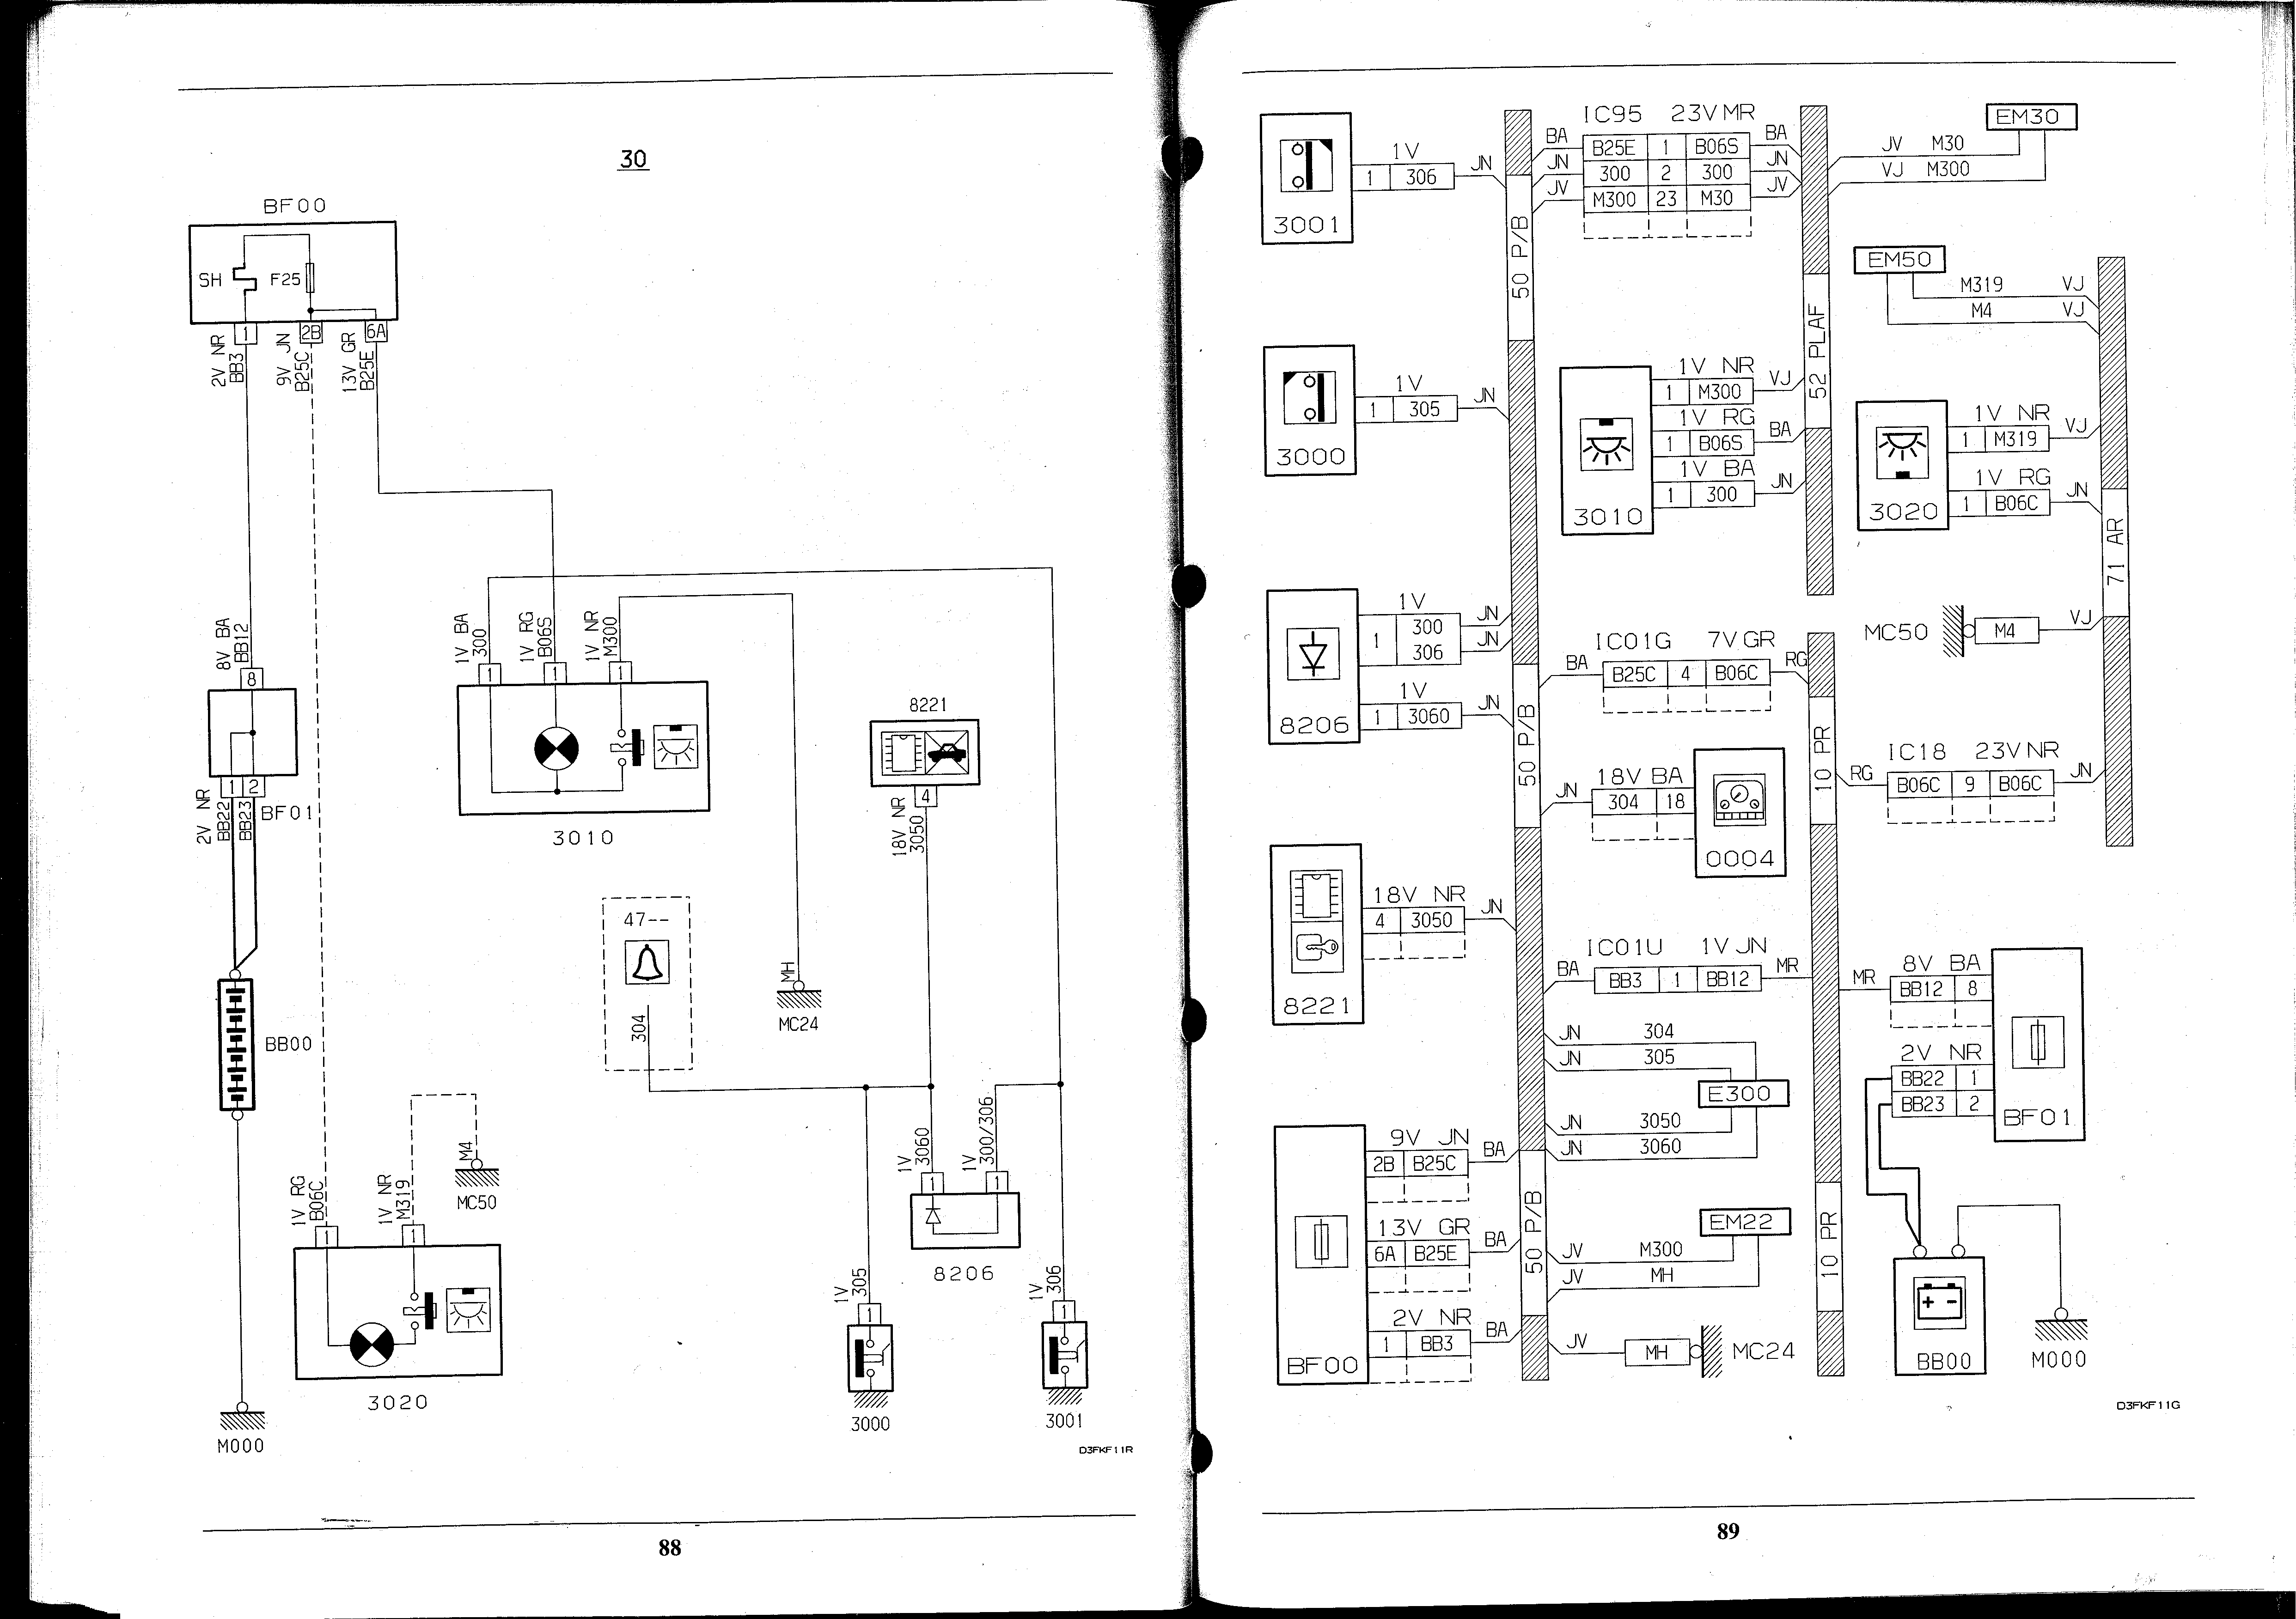 30
BF00
SH
F25
1
2B
6A
2V NR
BB3
9V JN
B25C
13V GR
B25E
8V BA
BB12
8
1
2
2V NR
BB22
BB23
BF01
1V BA
300
1V RG
B06S
1V NR
M300
1
1
1
3010
8221
4
18V NR
3050
47--
304
MH
MC24
BB00
M4
MC50
1V RG
B06C
1V NR
M319
1
1
3020
M000
1V
3060
1V
300/306
1
1
8206
1V
305
1
3000
1V
306
1
3001
D3FKF11R
88
3001
1V
1 306
JN
3000
1V
1 305
JN
8206
1V
1
300
306
JN
JN
1V
1 3060
JN
8221
18V NR
4 3050
JN
BF00
9V JN
2B B25C
BA
13V GR
6A B25E
BA
2V NR
1 BB3
BA
50 P/B
50 P/B
50 P/B
IC95 23V MR
BA B25E 1 B06S BA
JN 300 2 300 JN
JV M300 23 M30 JV
3010
1V NR
1 M300
VJ
1V RG
1 B06S
BA
1V BA
1 300
JN
52 PLAF
EM30
JV M30
VJ M300
EM50
M319 VJ
M4 VJ
3020
1V NR
1 M319
VJ
1V RG
1 B06C
JN
71 AR
MC50
M4
VJ
IC01G 7V GR
BA B25C 4 B06C RG
18V BA
JN 304 18
0004
10 PR
IC18 23V NR
RG B06C 9 B06C JN
IC01U 1V JN
BA BB3 1 BB12 MR
JN 304
JN 305
E300
JN 3050
JN 3060
EM22
JV M300
JV MH
JV
MH
MC24
10 PR
8V BA
MR BB12 8
2V NR
BB22 1
BB23 2
BF01
+ -
BB00
M000
D3FKF11G
89